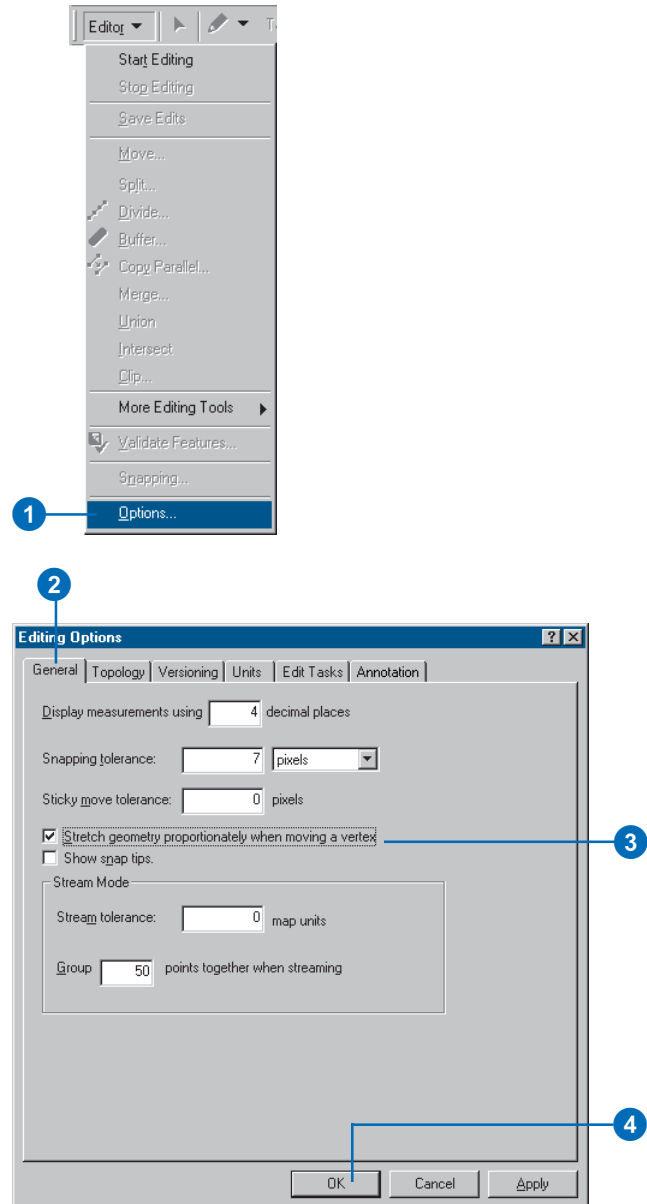 Editor
Start Editing
Stop Editing
Save Edits
Move...
Split...
Divide...
Buffer...
Copy Parallel...
Merge...
Union
Intersect
Clip...
More Editing Tools
Validate Features...
Snapping...
1
Options...
2
Editing Options
General Topology Versioning Units Edit Tasks Annotation
Display measurements using 4 decimal places
Snapping tolerance: 7 pixels
Sticky move tolerance: 0 pixels
Stretch geometry proportionately when moving a vertex
3
Show snap tips.
Stream Mode
Stream tolerance: 0 map units
Group 50 points together when streaming
4
OK Cancel Apply